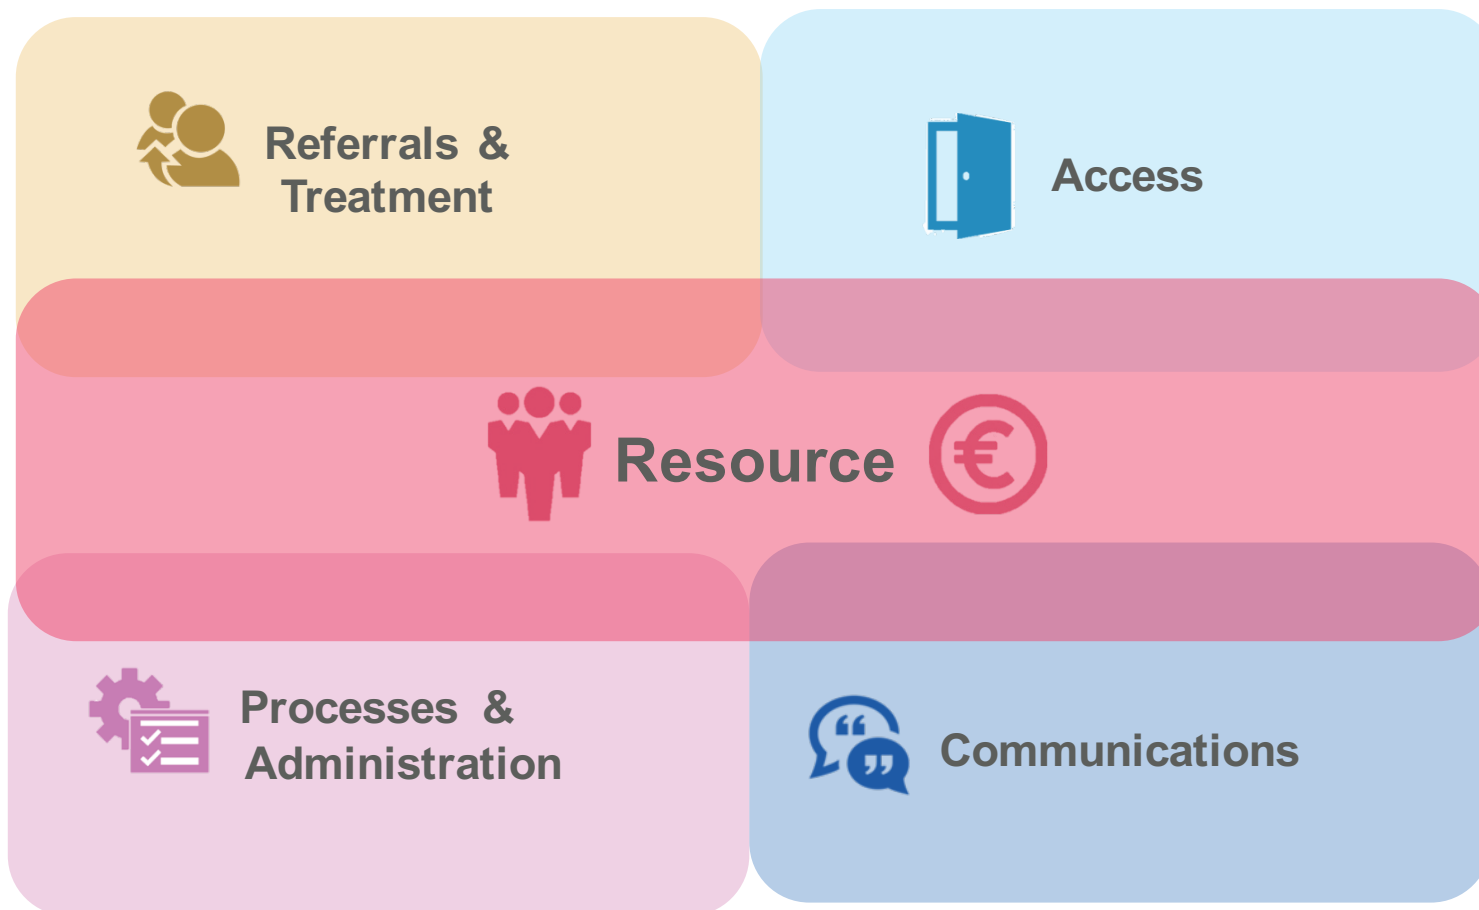 Referrals &
Treatment
Access
Resource
€
Processes &
Administration
Communications